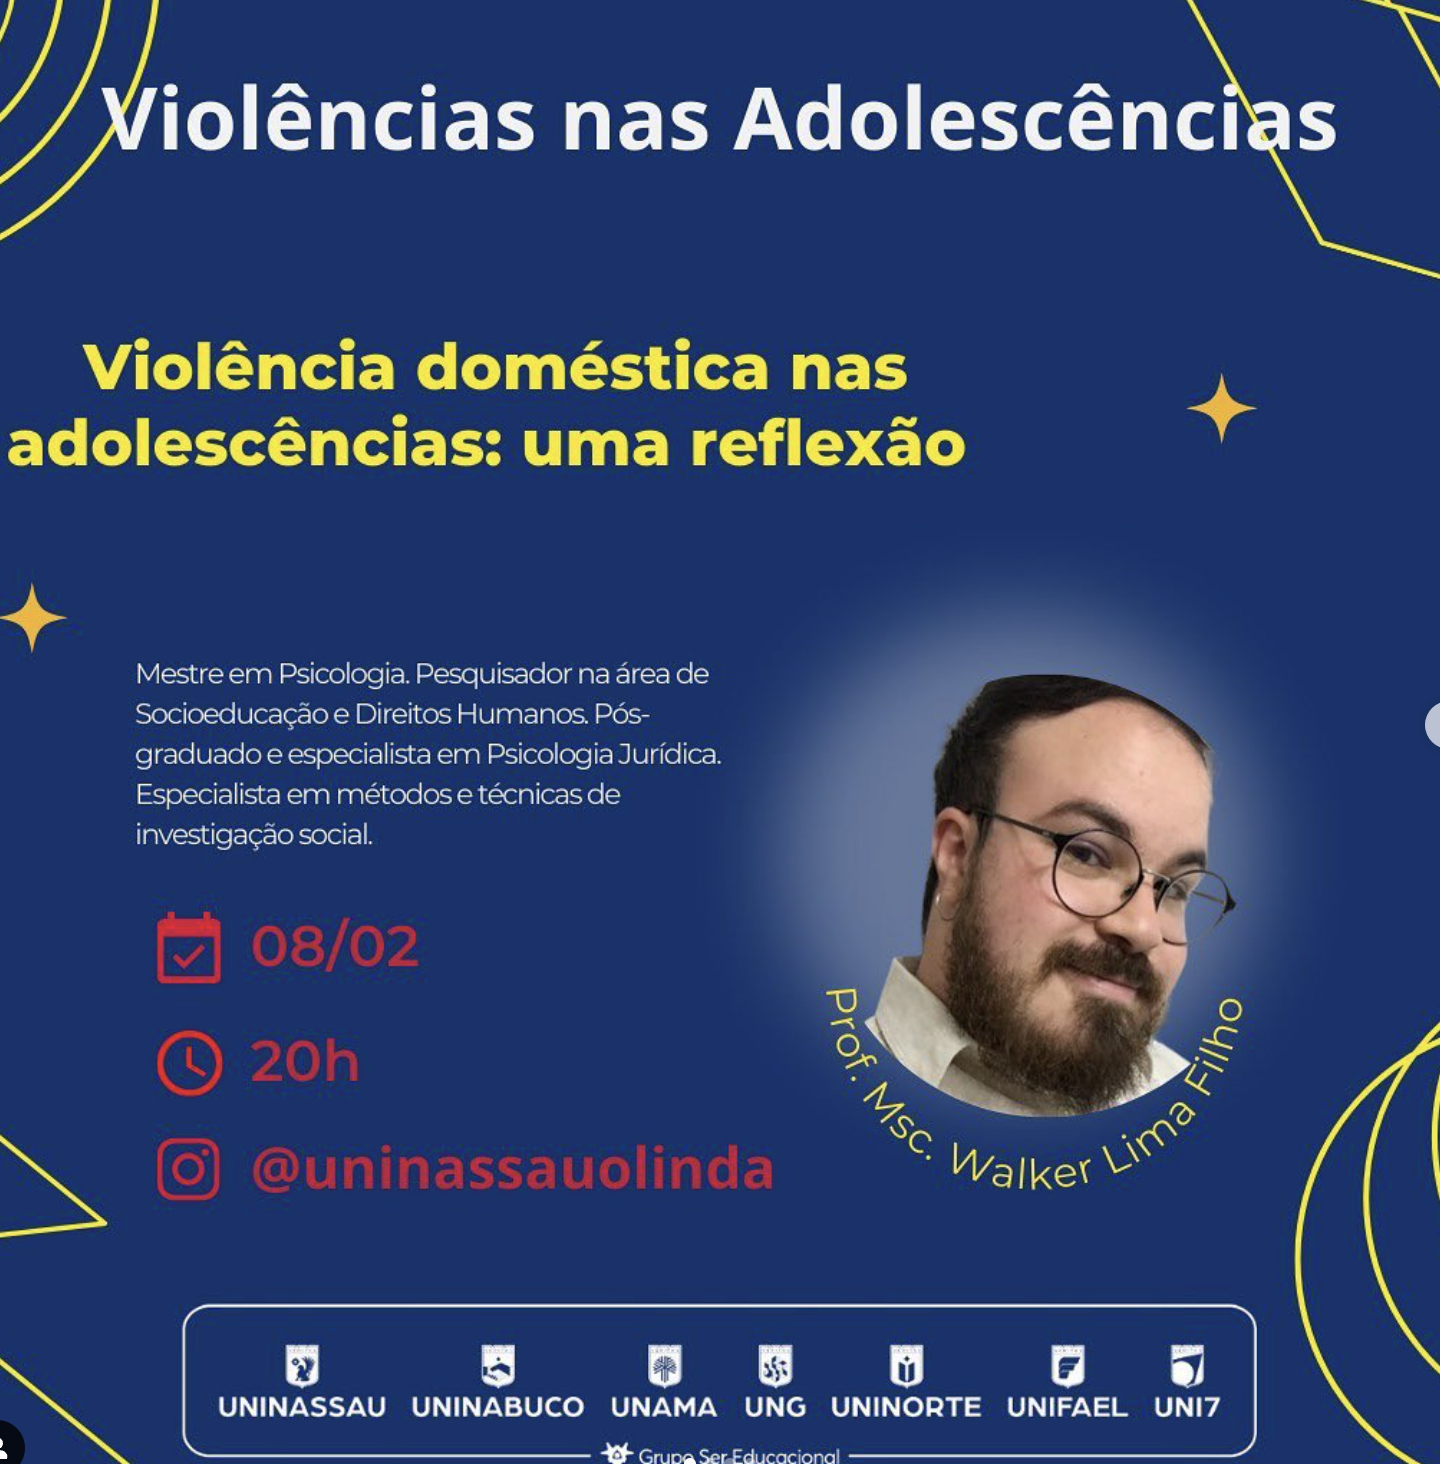 Violências nas Adolescências
Violência doméstica nas
adolescências: uma reflexão
Mestre em Psicologia. Pesquisador na área de
Socioeducação e Direitos Humanos. Pós-
graduado e especialista em Psicologia Jurídica.
Especialista em métodos e técnicas de
investigação social.
08/02
20h
@uninassauolinda
Prof. Msc. Walker Lima Filho
UNINASSAU UNINABUCO UNAMA UNG UNINORTE UNIFAEL UNI7
Grupo Ser Educacional